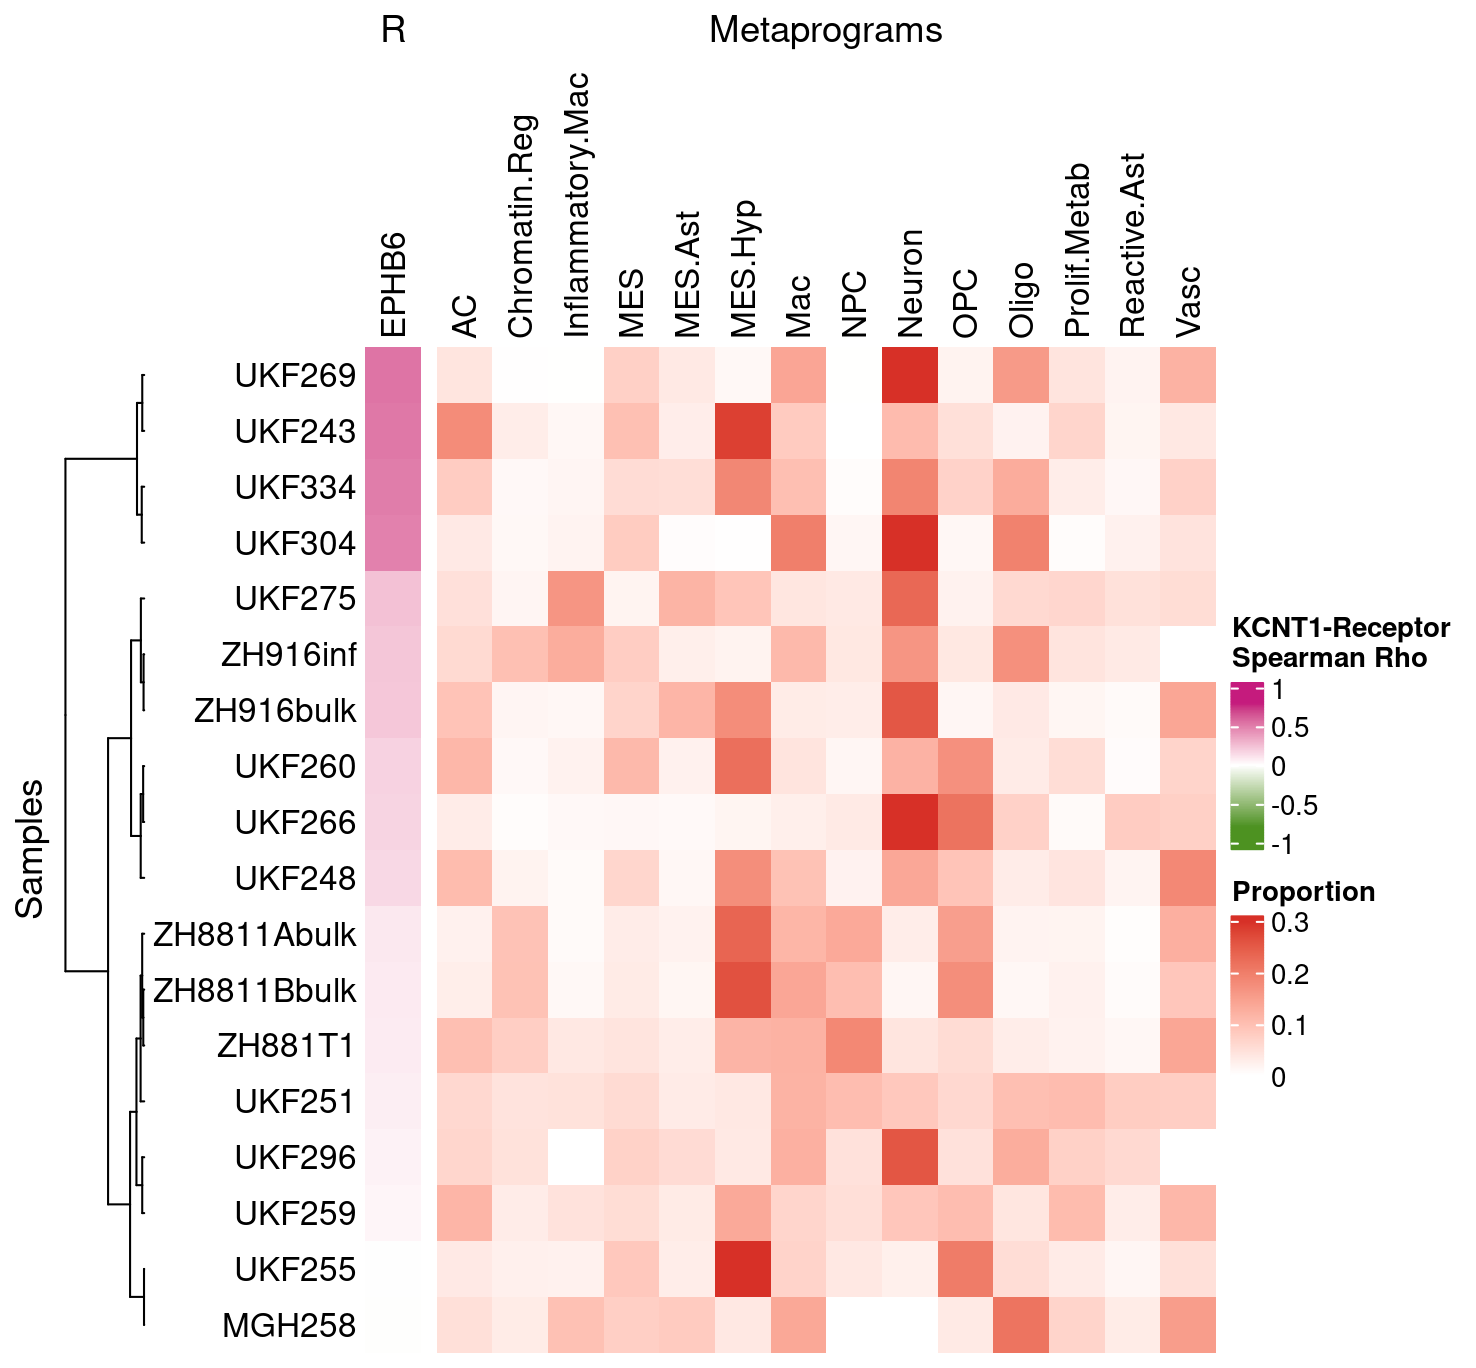 R
Metaprograms
EPHB6
AC
Chromatin.Reg
Inflammatory.Mac
MES
MES.Ast
MES.Hyp
Mac
NPC
Neuron
OPC
Oligo
Prolif.Metab
Reactive.Ast
Vasc
Samples
UKF269
UKF243
UKF334
UKF304
UKF275
ZH916inf
ZH916bulk
UKF260
UKF266
UKF248
ZH8811Abulk
ZH8811Bbulk
ZH881T1
UKF251
UKF296
UKF259
UKF255
MGH258
KCNT1-Receptor
Spearman Rho
1
0.5
0
-0.5
-1
Proportion
0.3
0.2
0.1
0